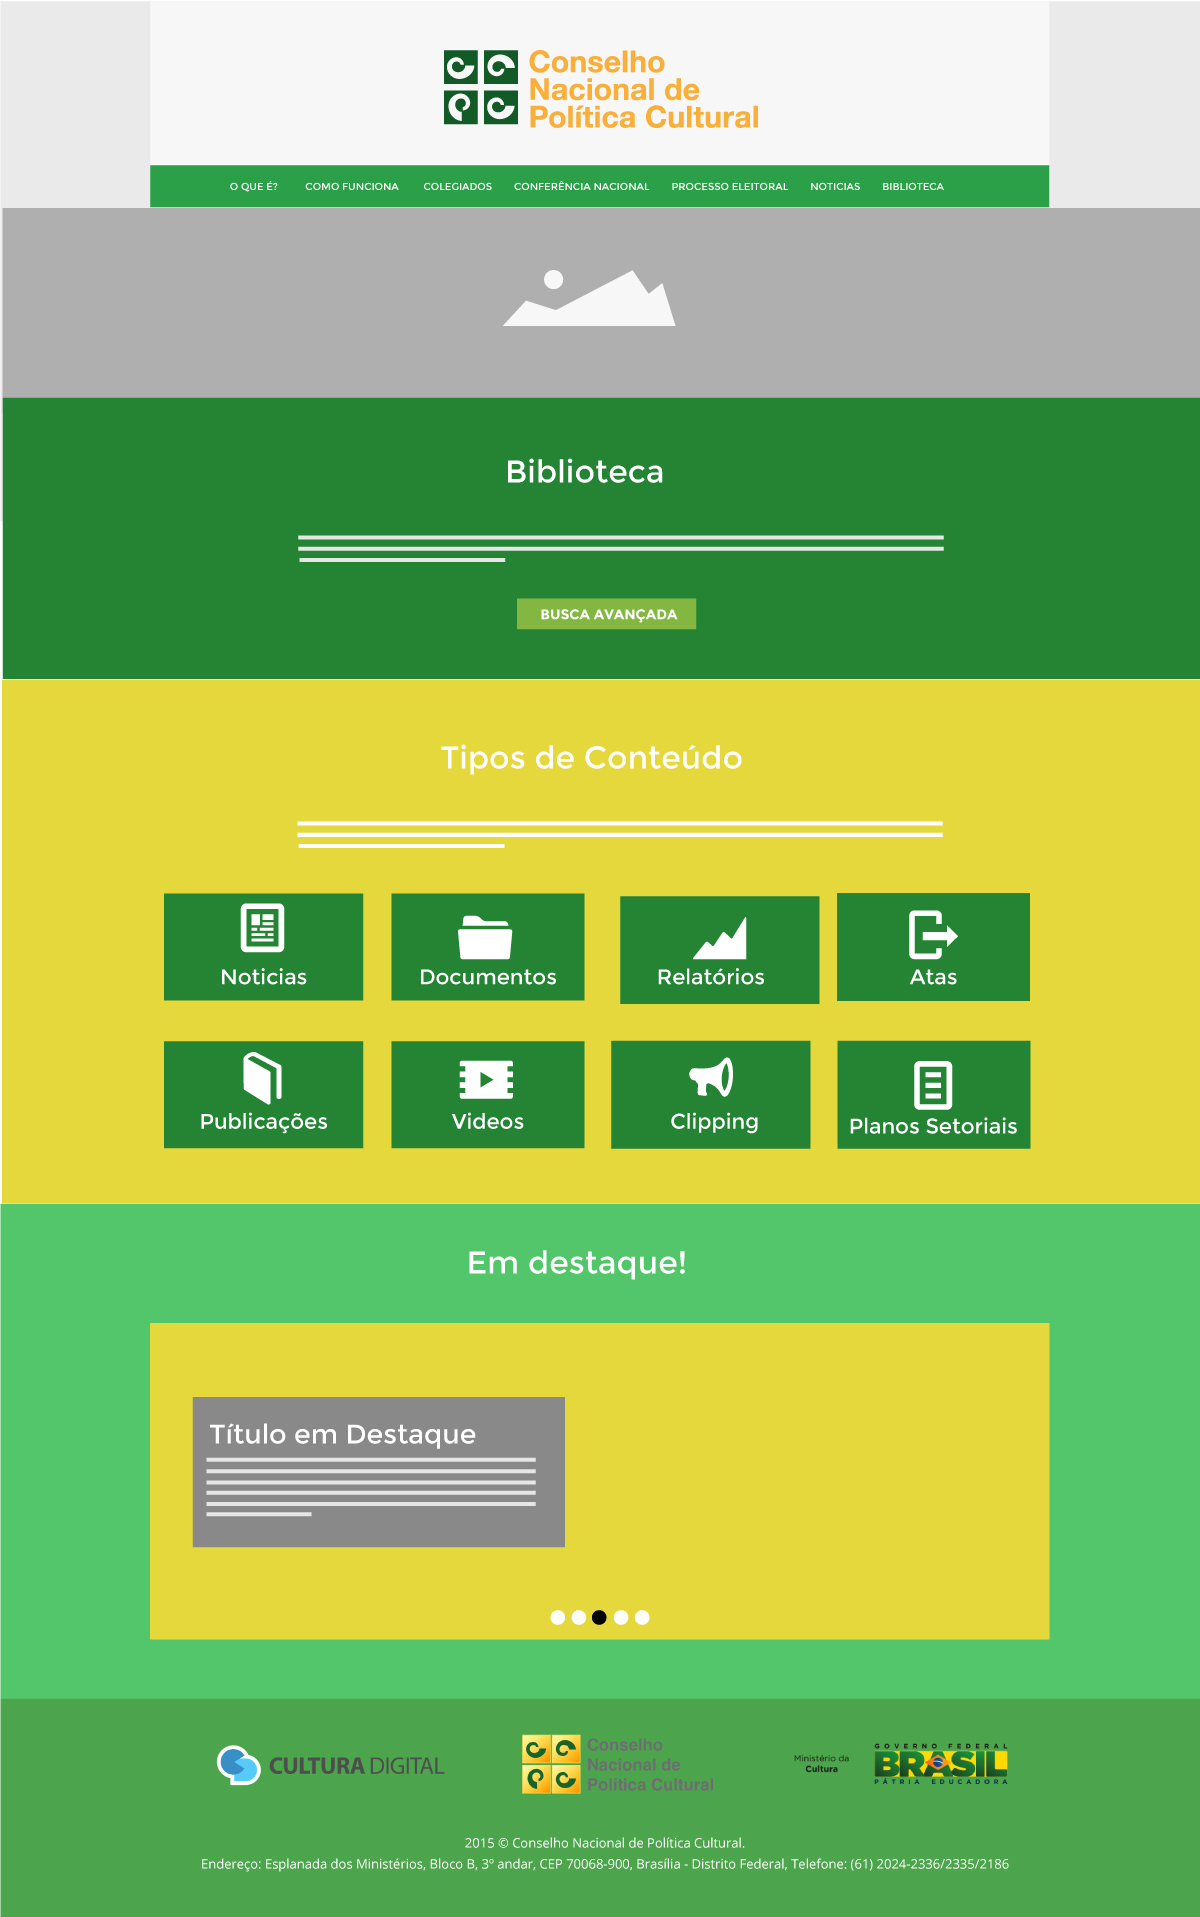 Conselho
Nacional de
Política Cultural
O QUE É? COMO FUNCIONA COLEGIADOS CONFERÊNCIA NACIONAL PROCESSO ELEITORAL NOTICIAS BIBLIOTECA
Biblioteca
BUSCA AVANÇADA
Tipos de Conteúdo
Noticias Documentos Relatórios Atas
Publicações Videos Clipping Planos Setoriais
Em destaque!
Título em Destaque
CULTURA DIGITAL
Conselho
Nacional de
Política Cultural
Ministério da
Cultura
GOVERNO FEDERAL
BRASIL
PÁTRIA EDUCADORA
2015 © Conselho Nacional de Política Cultural.
Endereço: Esplanada dos Ministérios, Bloco B, 3º andar, CEP 70068-900, Brasília - Distrito Federal, Telefone: (61) 2024-2336/2335/2186